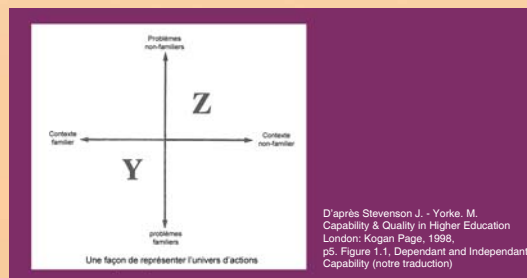 Problèmes
non-familiers
Z
Contexte
familier
Contexte
non-familier
Y
problèmes
familiers
Une façon de représenter l'univers d'actions
D'après Stevenson J. - Yorke. M.
Capability & Quality in Higher Education
London: Kogan Page, 1998,
p5. Figure 1.1, Dependant and Independant
Capability (notre traduction)